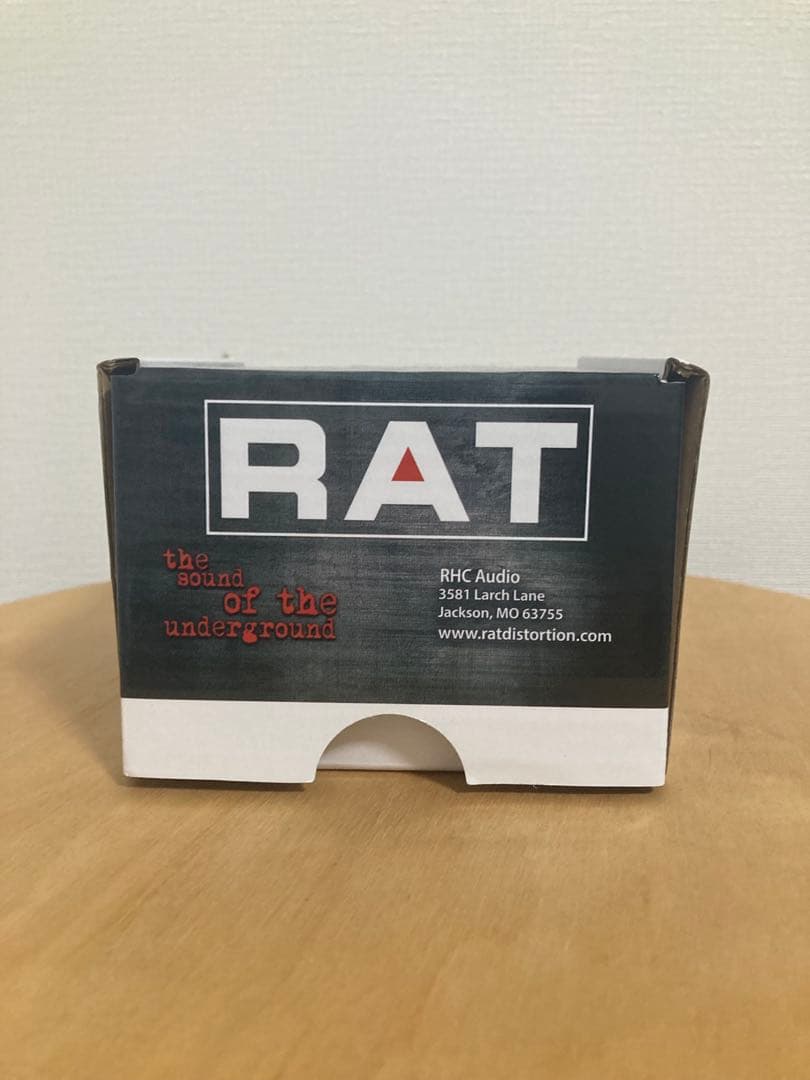 RAT
the
sound
of the
underground
RHC Audio
3581 Larch Lane
Jackson, MO 63755
www.ratdistortion.com